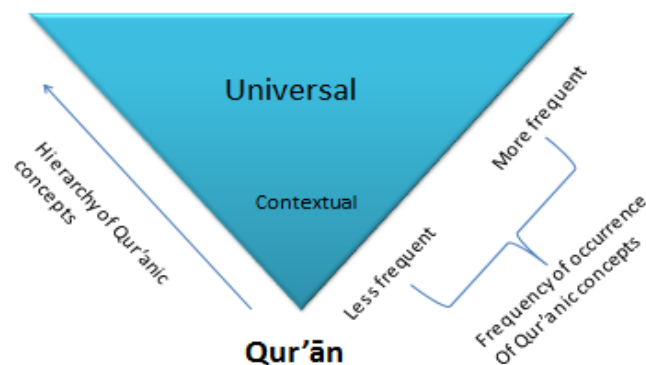 Universal
Contextual
Hierarchy of Qur’anic
concepts
More frequent
Less frequent
Frequency of occurrence
Of Qur’anic concepts
Qur’ān